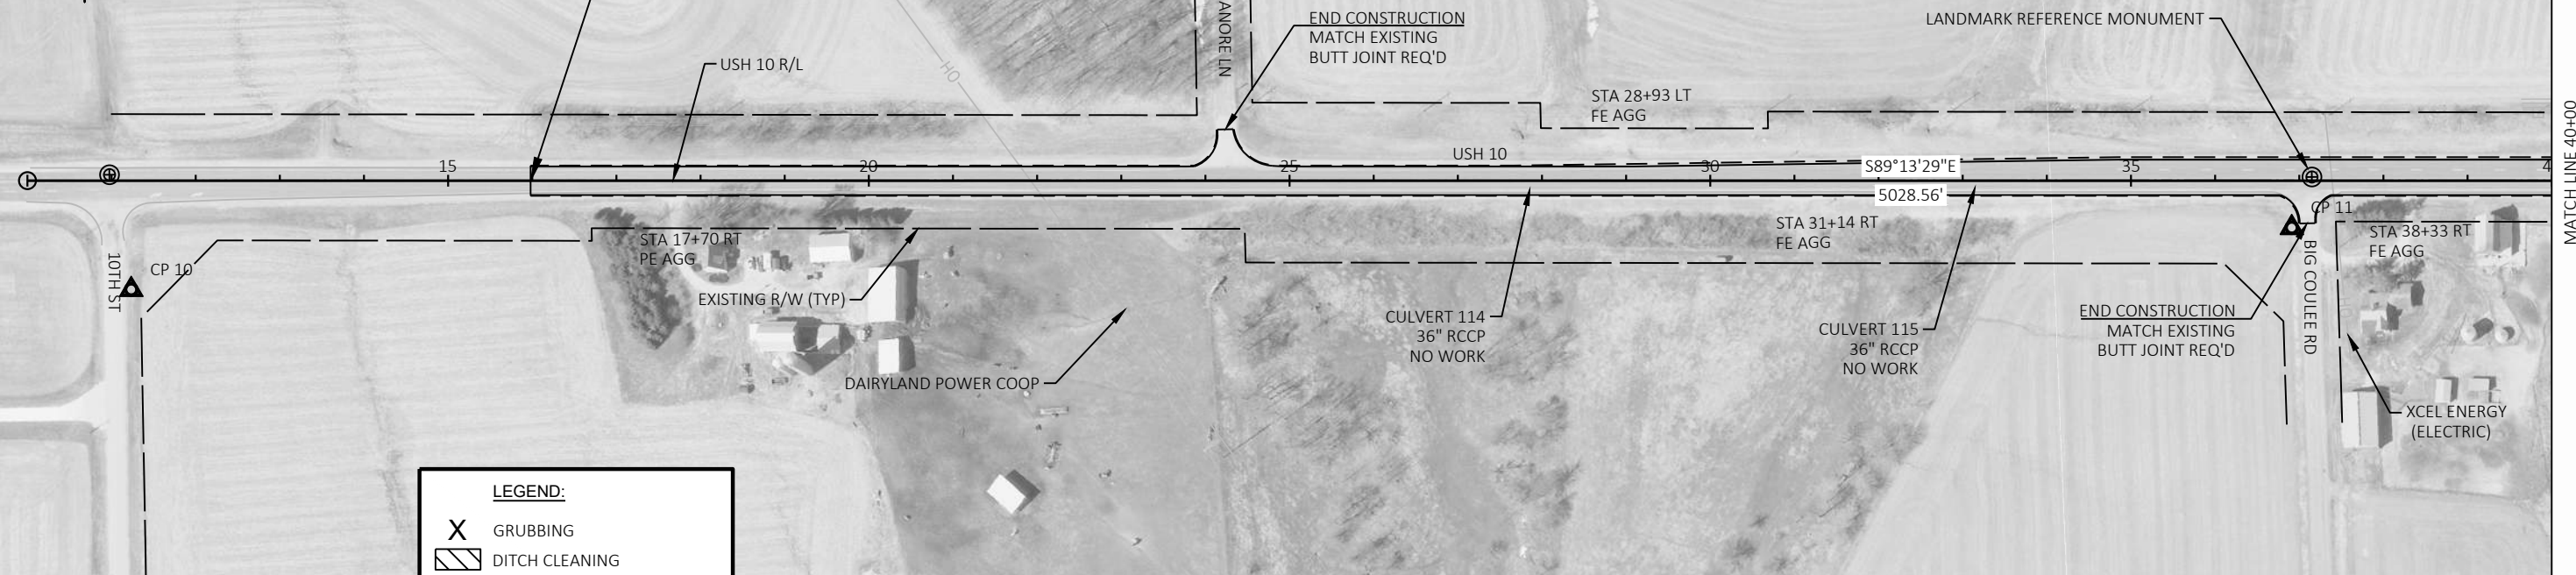 ANORE LN
END CONSTRUCTION
MATCH EXISTING
BUTT JOINT REQ'D
LANDMARK REFERENCE MONUMENT
USH 10 R/L
HO
STA 28+93 LT
FE AGG
MATCH LINE 40+00
USH 10
15
20
25
30
35
4
S89°13'29"E
5028.56'
CP 11
STA 17+70 RT
PE AGG
STA 31+14 RT
FE AGG
STA 38+33 RT
FE AGG
10TH ST
CP 10
EXISTING R/W (TYP)
BIG COULEE RD
CULVERT 114
36" RCCP
NO WORK
CULVERT 115
36" RCCP
NO WORK
END CONSTRUCTION
MATCH EXISTING
BUTT JOINT REQ'D
DAIRYLAND POWER COOP
XCEL ENERGY
(ELECTRIC)
LEGEND:
X GRUBBING
DITCH CLEANING